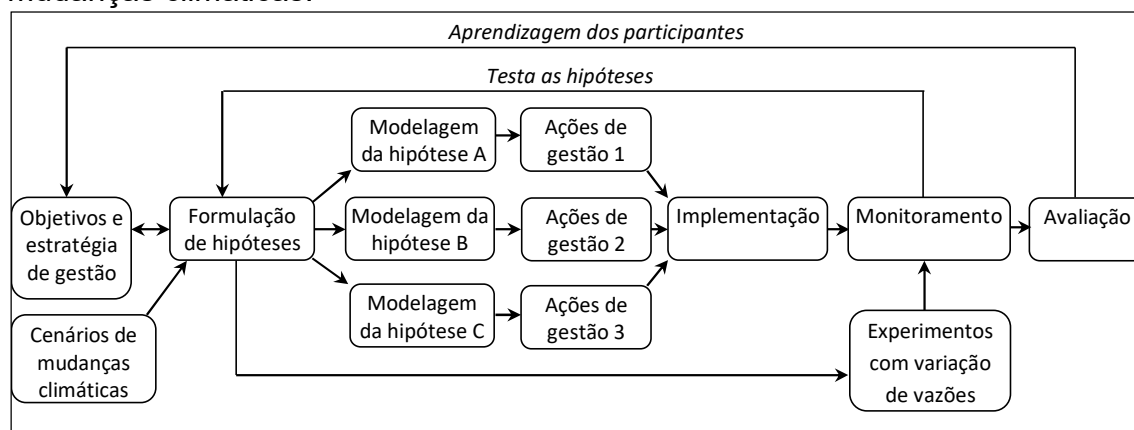 Aprendizagem dos participantes
Testa as hipóteses
Modelagem
da hipótese A
Ações de
gestão 1
Objetivos e
estratégia
de gestão
Formulação
de hipóteses
Modelagem da
hipótese B
Ações de
gestão 2
Implementação
Monitoramento
Avaliação
Modelagem
da hipótese C
Ações de
gestão 3
Cenários de
mudanças
climáticas
Experimentos
com variação
de vazões